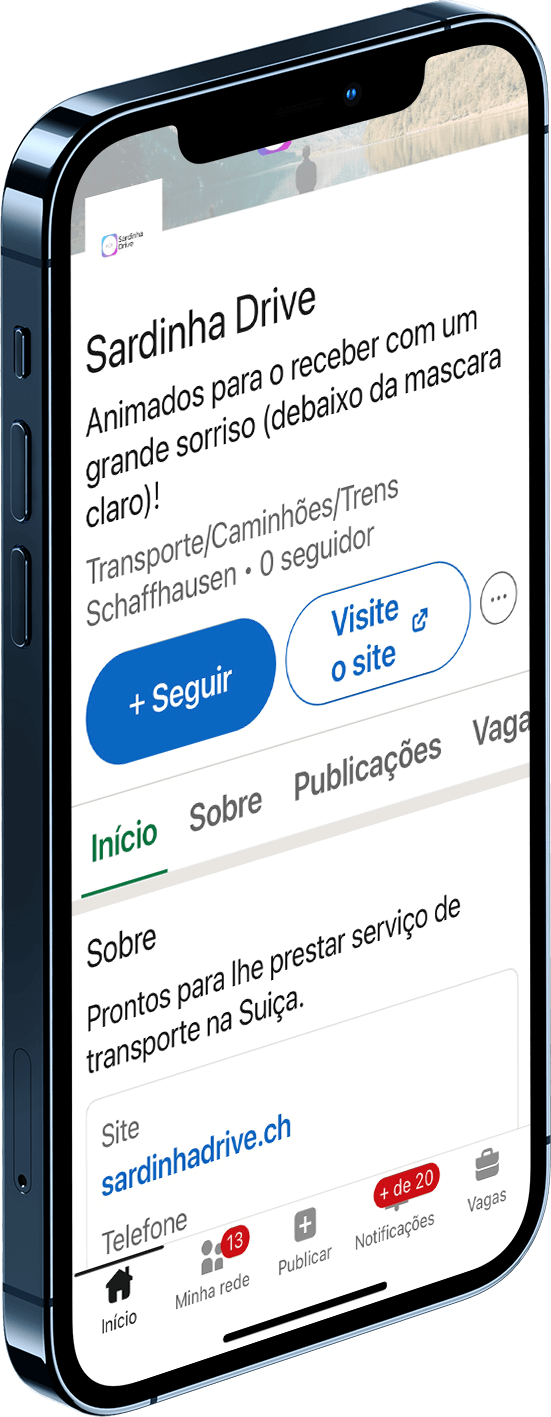 Sardinha
Drive
Sardinha Drive
Animados para o receber com um
grande sorriso (debaixo da mascara
claro)!
Transporte/Caminhões/Trens
Schaffhausen • 0 seguidor
+ Seguir
Visite
o site
Início
Sobre
Publicações
Vaga
Sobre
Prontos para lhe prestar serviço de
transporte na Suiça.
Site
sardinhadrive.ch
Telefone
Início
13
Minha rede
Publicar
+ de 20
Notificações
Vagas